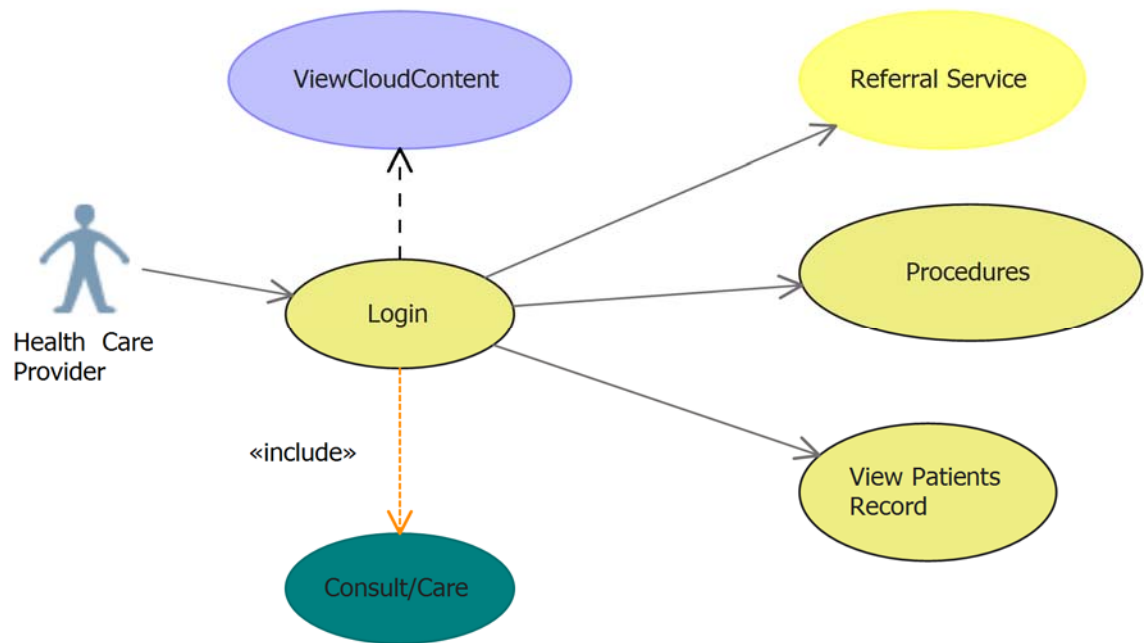 ViewCloudContent
Referral Service
Procedures
Login
Health Care
Provider
«include»
View Patients
Record
Consult/Care